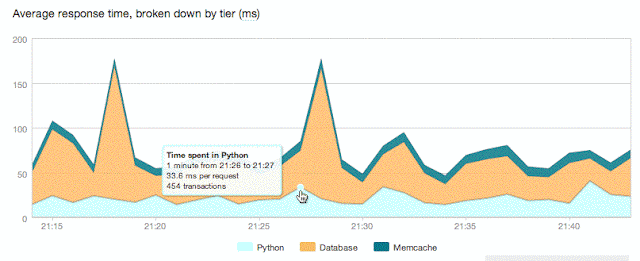 Average response time, broken down by tier (ms)
200
150
100
50
0
Time spent in Python
1 minute from 21:26 to 21:27
33.6 ms per request
454 transactions
21:15 21:20 21:25 21:30 21:35 21:40
Python Database Memcache